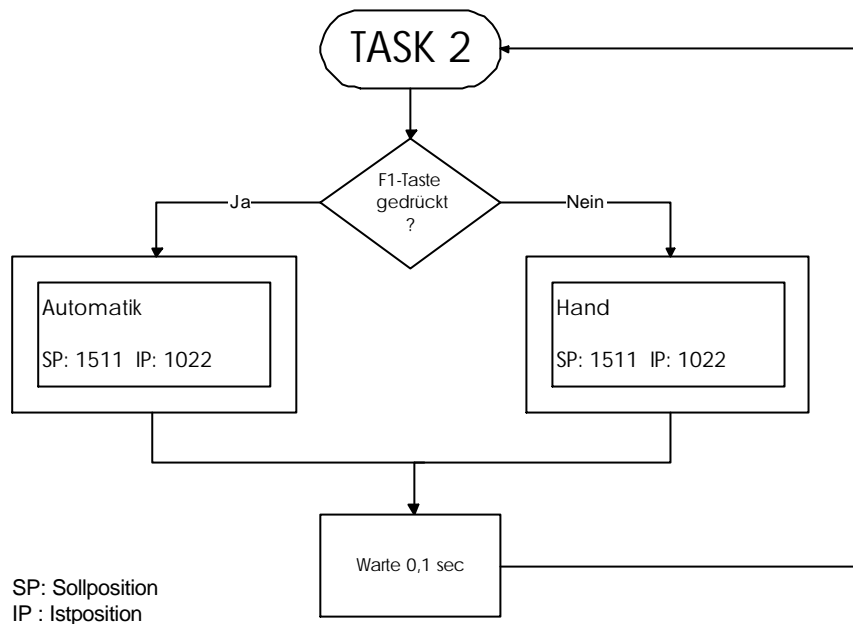 TASK 2
F1-Taste
gedrückt
?
Ja
Nein
Automatik
SP: 1511 IP: 1022
Hand
SP: 1511 IP: 1022
Warte 0,1 sec
SP: Sollposition
IP : Istposition